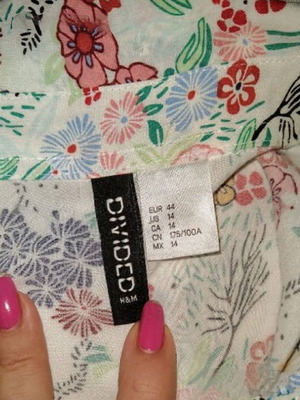 DIVIDED
H&M
EUR 44
US 14
CA 14
CN 175/100A
MX 14